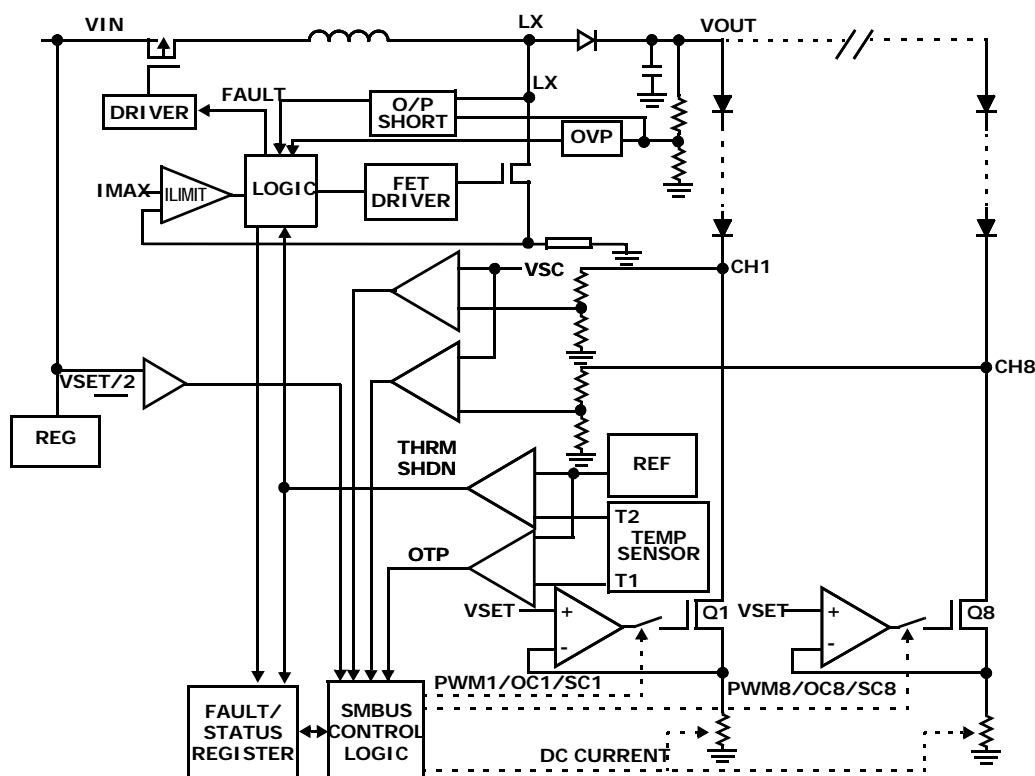 VIN
LX
VOUT
LX
FAULT
DRIVER
O/P
SHORT
OVP
IMAX
ILIMIT
LOGIC
FET
DRIVER
VSC
CH1
VSET/2
CH8
REG
THRM
SHDN
REF
T2
TEMP
SENSOR
T1
OTP
VSET
+
-
Q1
VSET
+
-
Q8
PWM1/OC1/SC1
PWM8/OC8/SC8
FAULT/
STATUS
REGISTER
SMBUS
CONTROL
LOGIC
DC CURRENT